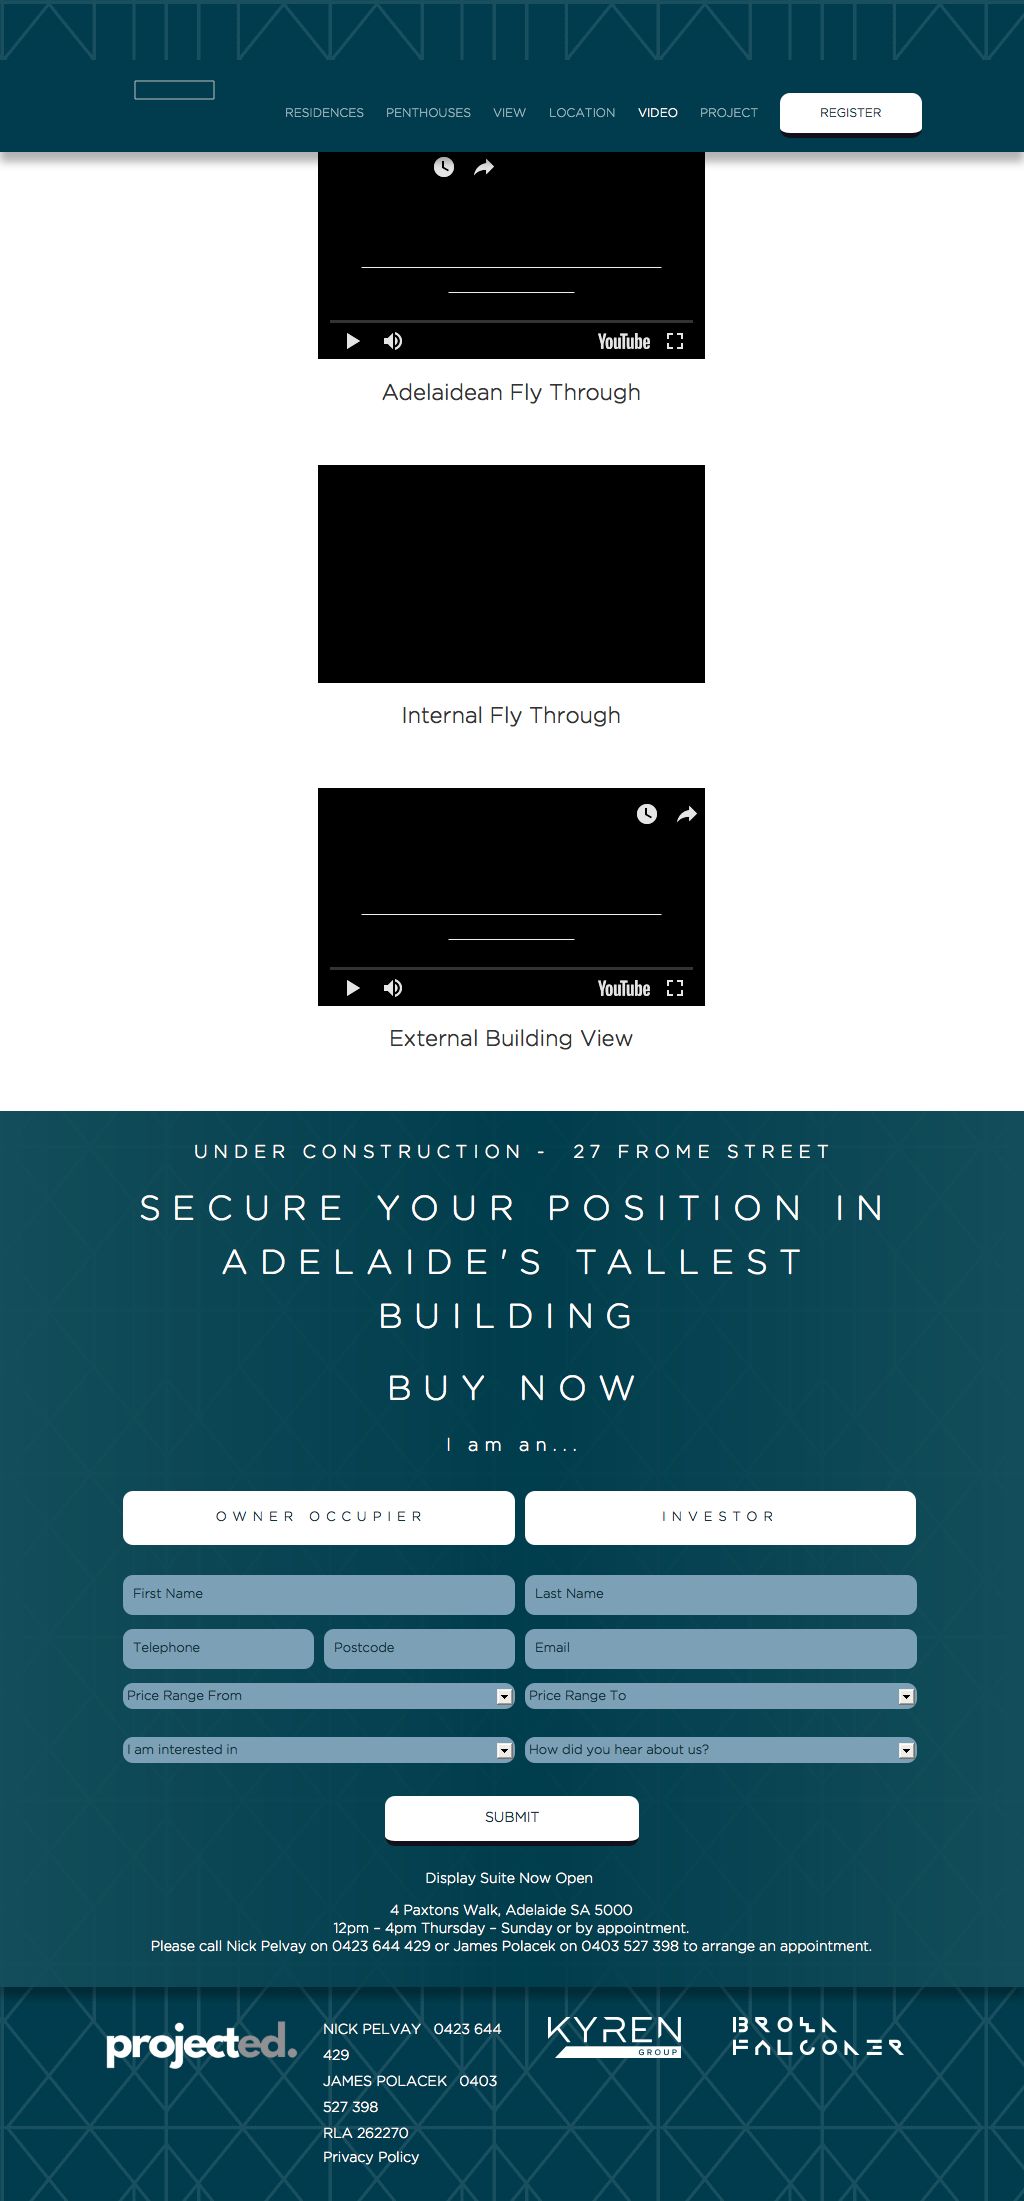 RESIDENCES PENTHOUSES VIEW LOCATION VIDEO PROJECT REGISTER
YouTube
Adelaidean Fly Through
Internal Fly Through
YouTube
External Building View
UNDER CONSTRUCTION - 27 FROME STREET
SECURE YOUR POSITION IN
ADELAIDE'S TALLEST
BUILDING
BUY NOW
I am an...
OWNER OCCUPIER INVESTOR
First Name Last Name
Telephone Postcode Email
Price Range From Price Range To
I am interested in How did you hear about us?
SUBMIT
Display Suite Now Open
4 Paxtons Walk, Adelaide SA 5000
12pm – 4pm Thursday – Sunday or by appointment.
Please call Nick Pelvay on 0423 644 429 or James Polacek on 0403 527 398 to arrange an appointment.
projected.
NICK PELVAY 0423 644
429
JAMES POLACEK 0403
527 398
RLA 262270
Privacy Policy
KYREN
GROUP
BROWN
FALCONER